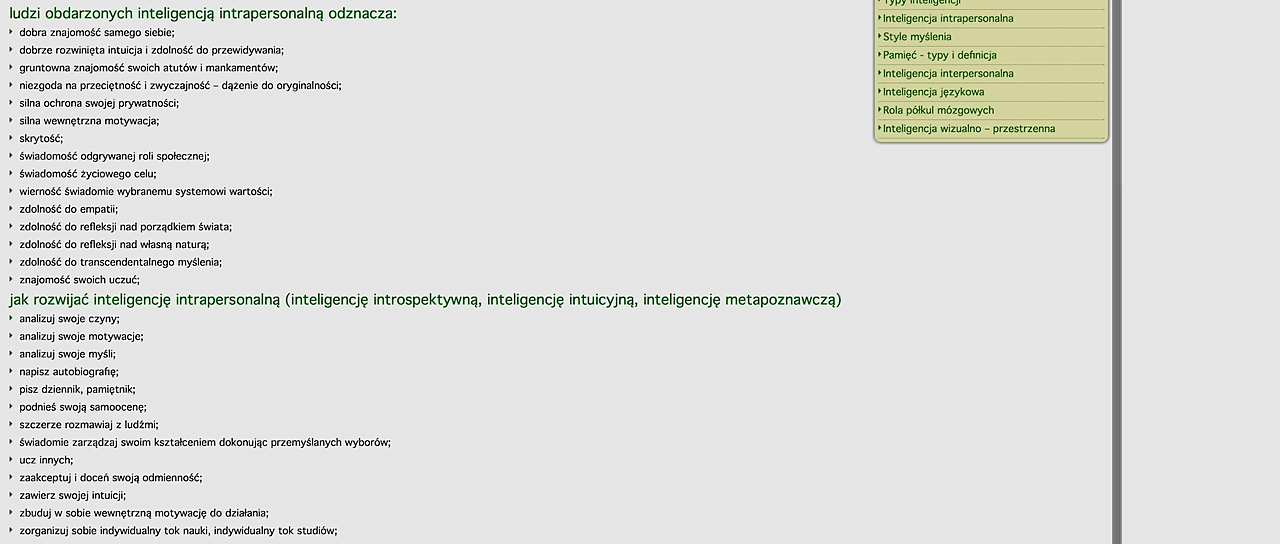 ludzi obdarzonych inteligencją intrapersonalną odznacza:
dobra znajomość samego siebie;
dobrze rozwinięta intuicja i zdolność do przewidywania;
gruntowna znajomość swoich atutów i mankamentów;
niezgoda na przeciętność i zwyczajność – dążenie do oryginalności;
silna ochrona swojej prywatności;
silna wewnętrzna motywacja;
skrytość;
świadomość odgrywanej roli społecznej;
świadomość życiowego celu;
wierność świadomie wybranemu systemowi wartości;
zdolność do empatii;
zdolność do refleksji nad porządkiem świata;
zdolność do refleksji nad własną naturą;
zdolność do transcendentalnego myślenia;
znajomość swoich uczuć;
jak rozwijać inteligencję intrapersonalną (inteligencję introspektywną, inteligencję intuicyjną, inteligencję metapoznawczą)
analizuj swoje czyny;
analizuj swoje motywacje;
analizuj swoje myśli;
napisz autobiografię;
pisz dziennik, pamiętnik;
podnieś swoją samoocenę;
szczerze rozmawiaj z ludźmi;
świadomie zarządzaj swoim kształceniem dokonując przemyślanych wyborów;
ucz innych;
zaakceptuj i doceń swoją odmienność;
zawierz swojej intuicji;
zbuduj w sobie wewnętrzną motywację do działania;
zorganizuj sobie indywidualny tok nauki, indywidualny tok studiów;
Typy inteligencji
Inteligencja intrapersonalna
Style myślenia
Pamięć - typy i definicja
Inteligencja interpersonalna
Inteligencja językowa
Rola półkul mózgowych
Inteligencja wizualno – przestrzenna